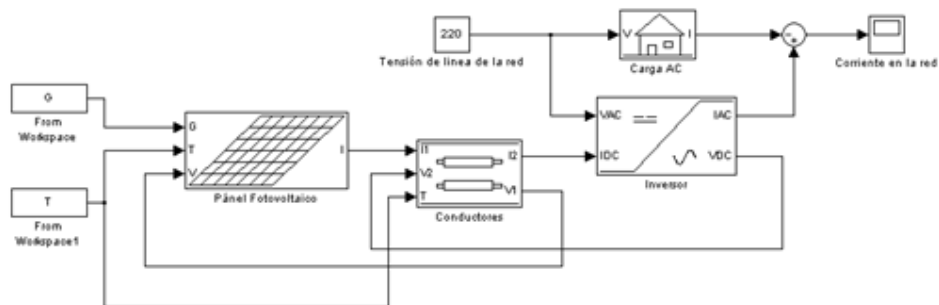 220
Tensión de linea de la red
V
I
Carga AC
Corriente en la red
G
From
Workspace
T
From
Workspace1
G
T
V
I
Pánel Fotovoltaico
I1
V2
T
I2
V1
Conductores
VAC
IDC
IAC
VDC
Inversor